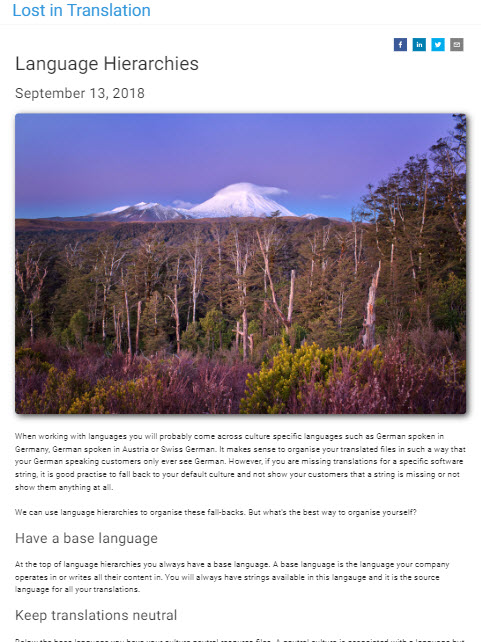 Lost in Translation
Language Hierarchies
September 13, 2018
When working with languages you will probably come across culture specific languages such as German spoken in
Germany, German spoken in Austria or Swiss German. It makes sense to organise your translated files in such a way that
your German speaking customers only ever see German. However, if you are missing translations for a specific software
string, it is good practise to fall back to your default culture and not show your customers that a string is missing or not
show them anything at all.
We can use language hierarchies to organise these fall-backs. But what's the best way to organise yourself?
Have a base language
At the top of language hierarchies you always have a base language. A base language is the language your company
operates in or writes all their content in. You will always have strings available in this langauge and it is the source
language for all your translations.
Keep translations neutral